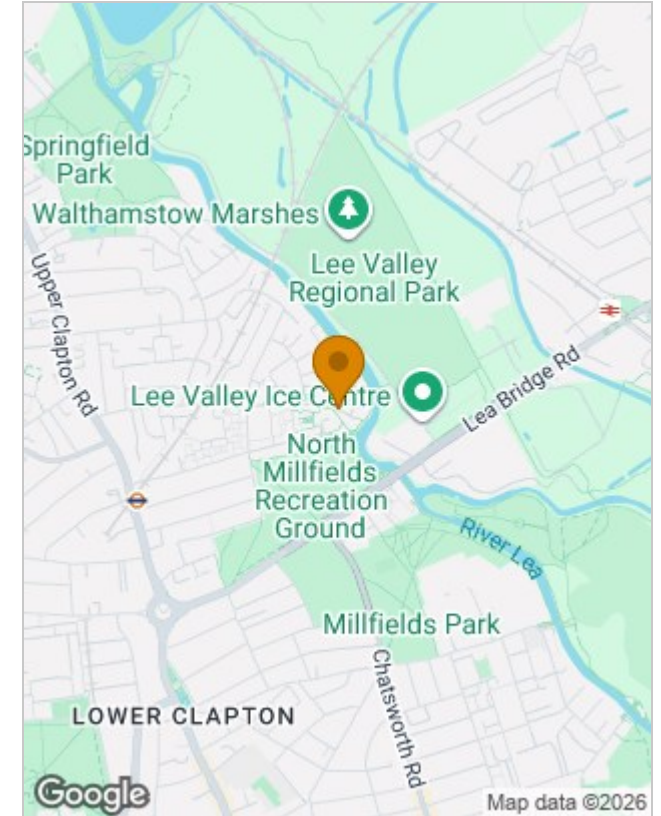 Springfield
Park
Walthamstow Marshes
Lee Valley
Regional Park
Upper Clapton Rd
Lee Valley Ice Centre
Lea Bridge Rd
North
Millfields
Recreation
Ground
River Lea
Millfields Park
Chatsworth Rd
LOWER CLAPTON
Google
Map data ©2026